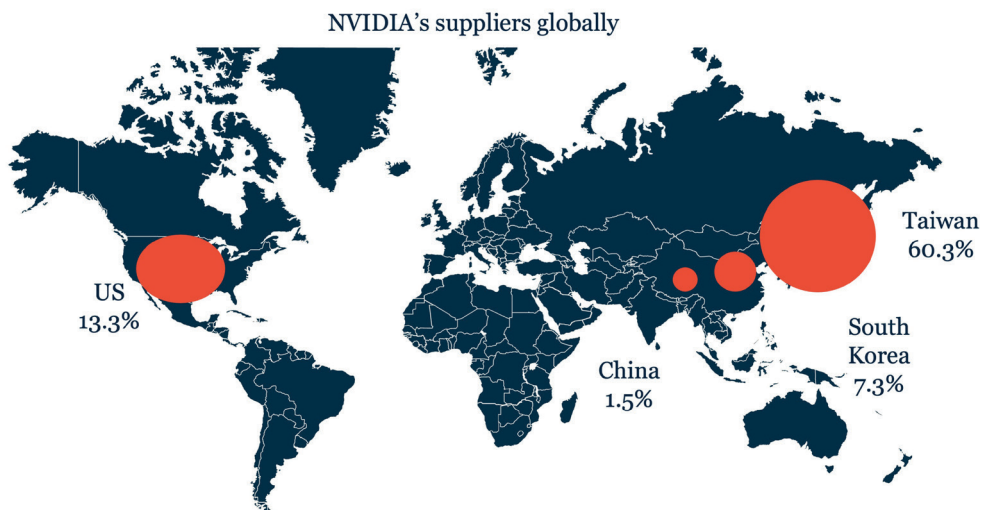 NVIDIA’s suppliers globally
Taiwan
60.3%
US
13.3%
South
Korea
7.3%
China
1.5%